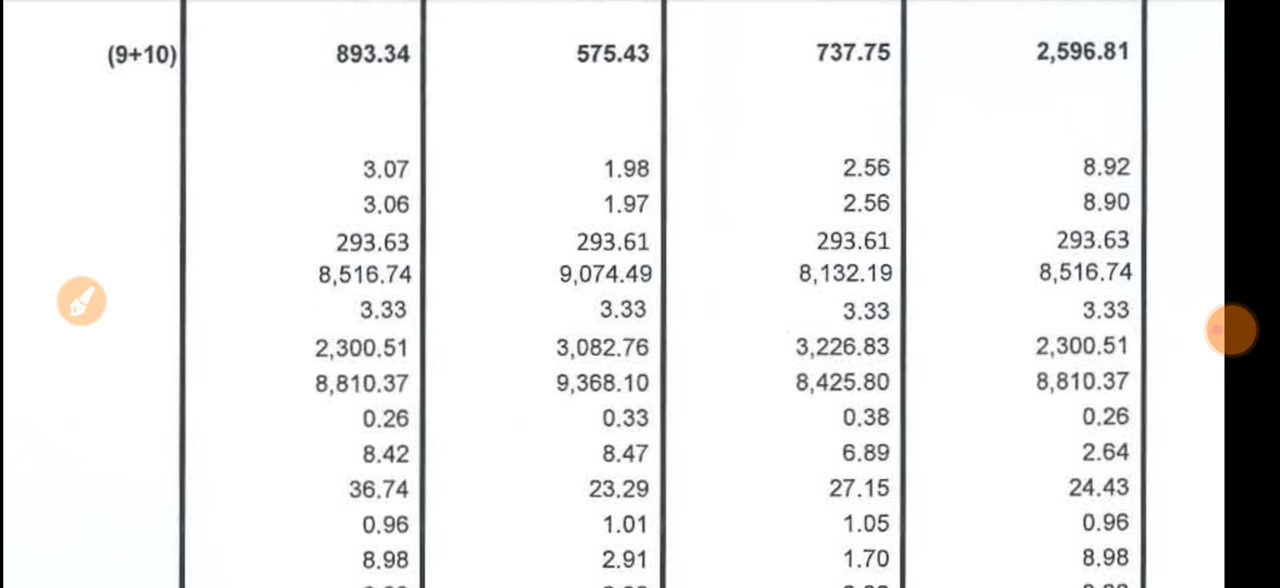 (9+10) 893.34 575.43 737.75 2,596.81
3.07 1.98 2.56 8.92
3.06 1.97 2.56 8.90
293.63 293.61 293.61 293.63
8,516.74 9,074.49 8,132.19 8,516.74
3.33 3.33 3.33 3.33
2,300.51 3,082.76 3,226.83 2,300.51
8,810.37 9,368.10 8,425.80 8,810.37
0.26 0.33 0.38 0.26
8.42 8.47 6.89 2.64
36.74 23.29 27.15 24.43
0.96 1.01 1.05 0.96
8.98 2.91 1.70 8.98